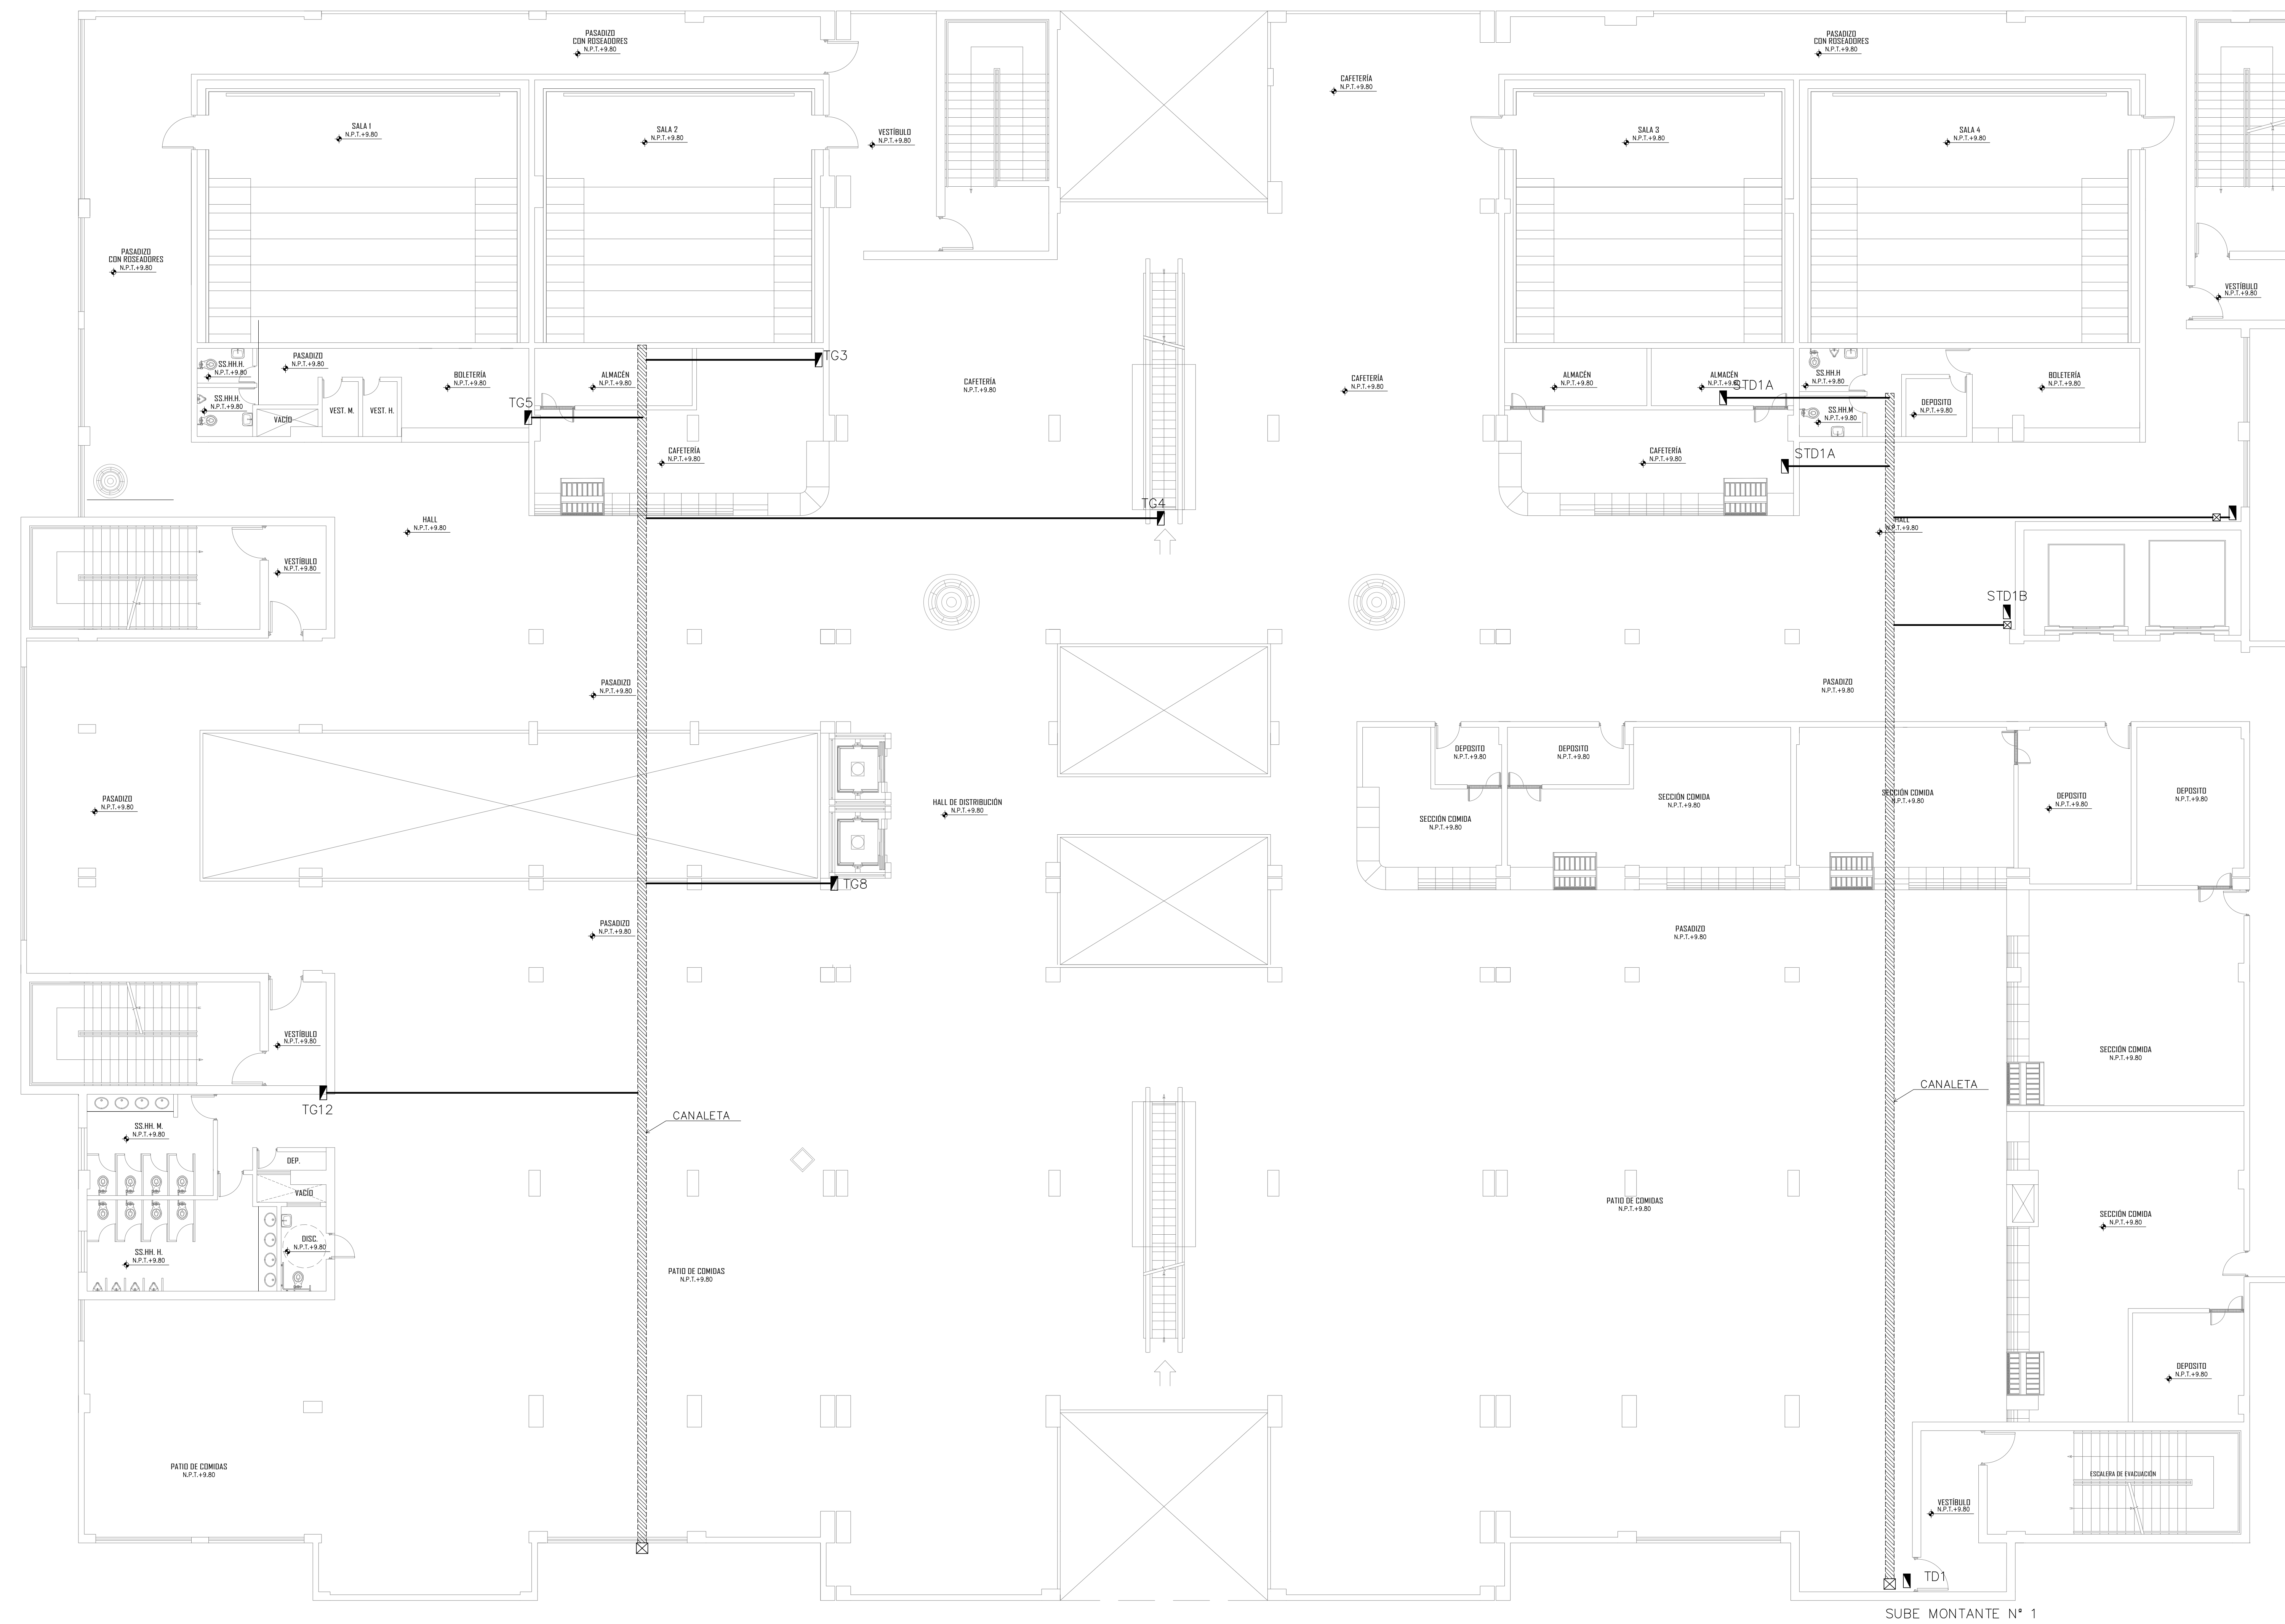 PASADIZO
CON ROSEADORES
N.P.T.+9.80
PASADIZO
CON ROSEADORES
N.P.T.+9.80
CAFETERÍA
N.P.T.+9.80
SALA 1
N.P.T.+9.80
SALA 2
N.P.T.+9.80
VESTÍBULO
N.P.T.+9.80
SALA 3
N.P.T.+9.80
SALA 4
N.P.T.+9.80
PASADIZO
CON ROSEADORES
N.P.T.+9.80
VESTÍBULO
N.P.T.+9.80
SS.HH.H.
N.P.T.+9.80
PASADIZO
N.P.T.+9.80
BOLETERÍA
N.P.T.+9.80
ALMACÉN
N.P.T.+9.80
TG3
CAFETERÍA
N.P.T.+9.80
CAFETERÍA
N.P.T.+9.80
ALMACÉN
N.P.T.+9.80
ALMACÉN
N.P.T.+9.80
STD1A
SS.HH.H
N.P.T.+9.80
BOLETERÍA
N.P.T.+9.80
SS.HH.H.
N.P.T.+9.80
VACÍO
VEST. M.
VEST. H.
TG5
SS.HH.M
N.P.T.+9.80
DEPOSITO
N.P.T.+9.80
CAFETERÍA
N.P.T.+9.80
CAFETERÍA
N.P.T.+9.80
STD1A
TG4
HALL
N.P.T.+9.80
HALL
N.P.T.+9.80
VESTÍBULO
N.P.T.+9.80
STD1B
PASADIZO
N.P.T.+9.80
PASADIZO
N.P.T.+9.80
DEPOSITO
N.P.T.+9.80
DEPOSITO
N.P.T.+9.80
PASADIZO
N.P.T.+9.80
HALL DE DISTRIBUCIÓN
N.P.T.+9.80
SECCIÓN COMIDA
N.P.T.+9.80
SECCIÓN COMIDA
N.P.T.+9.80
SECCIÓN COMIDA
N.P.T.+9.80
DEPOSITO
N.P.T.+9.80
DEPOSITO
N.P.T.+9.80
TG8
PASADIZO
N.P.T.+9.80
PASADIZO
N.P.T.+9.80
VESTÍBULO
N.P.T.+9.80
SECCIÓN COMIDA
N.P.T.+9.80
TG12
CANALETA
CANALETA
SS.HH. M.
N.P.T.+9.80
DEP.
VACÍO
PATIO DE COMIDAS
N.P.T.+9.80
SECCIÓN COMIDA
N.P.T.+9.80
SS.HH. H.
N.P.T.+9.80
DISC.
N.P.T.+9.80
PATIO DE COMIDAS
N.P.T.+9.80
DEPOSITO
N.P.T.+9.80
PATIO DE COMIDAS
N.P.T.+9.80
ESCALERA DE EVACUACIÓN
VESTÍBULO
N.P.T.+9.80
TD1
SUBE MONTANTE Nº 1